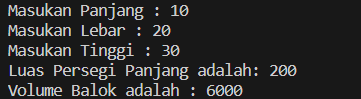 Masukan Panjang : 10
Masukan Lebar : 20
Masukan Tinggi : 30
Luas Persegi Panjang adalah: 200
Volume Balok adalah : 6000